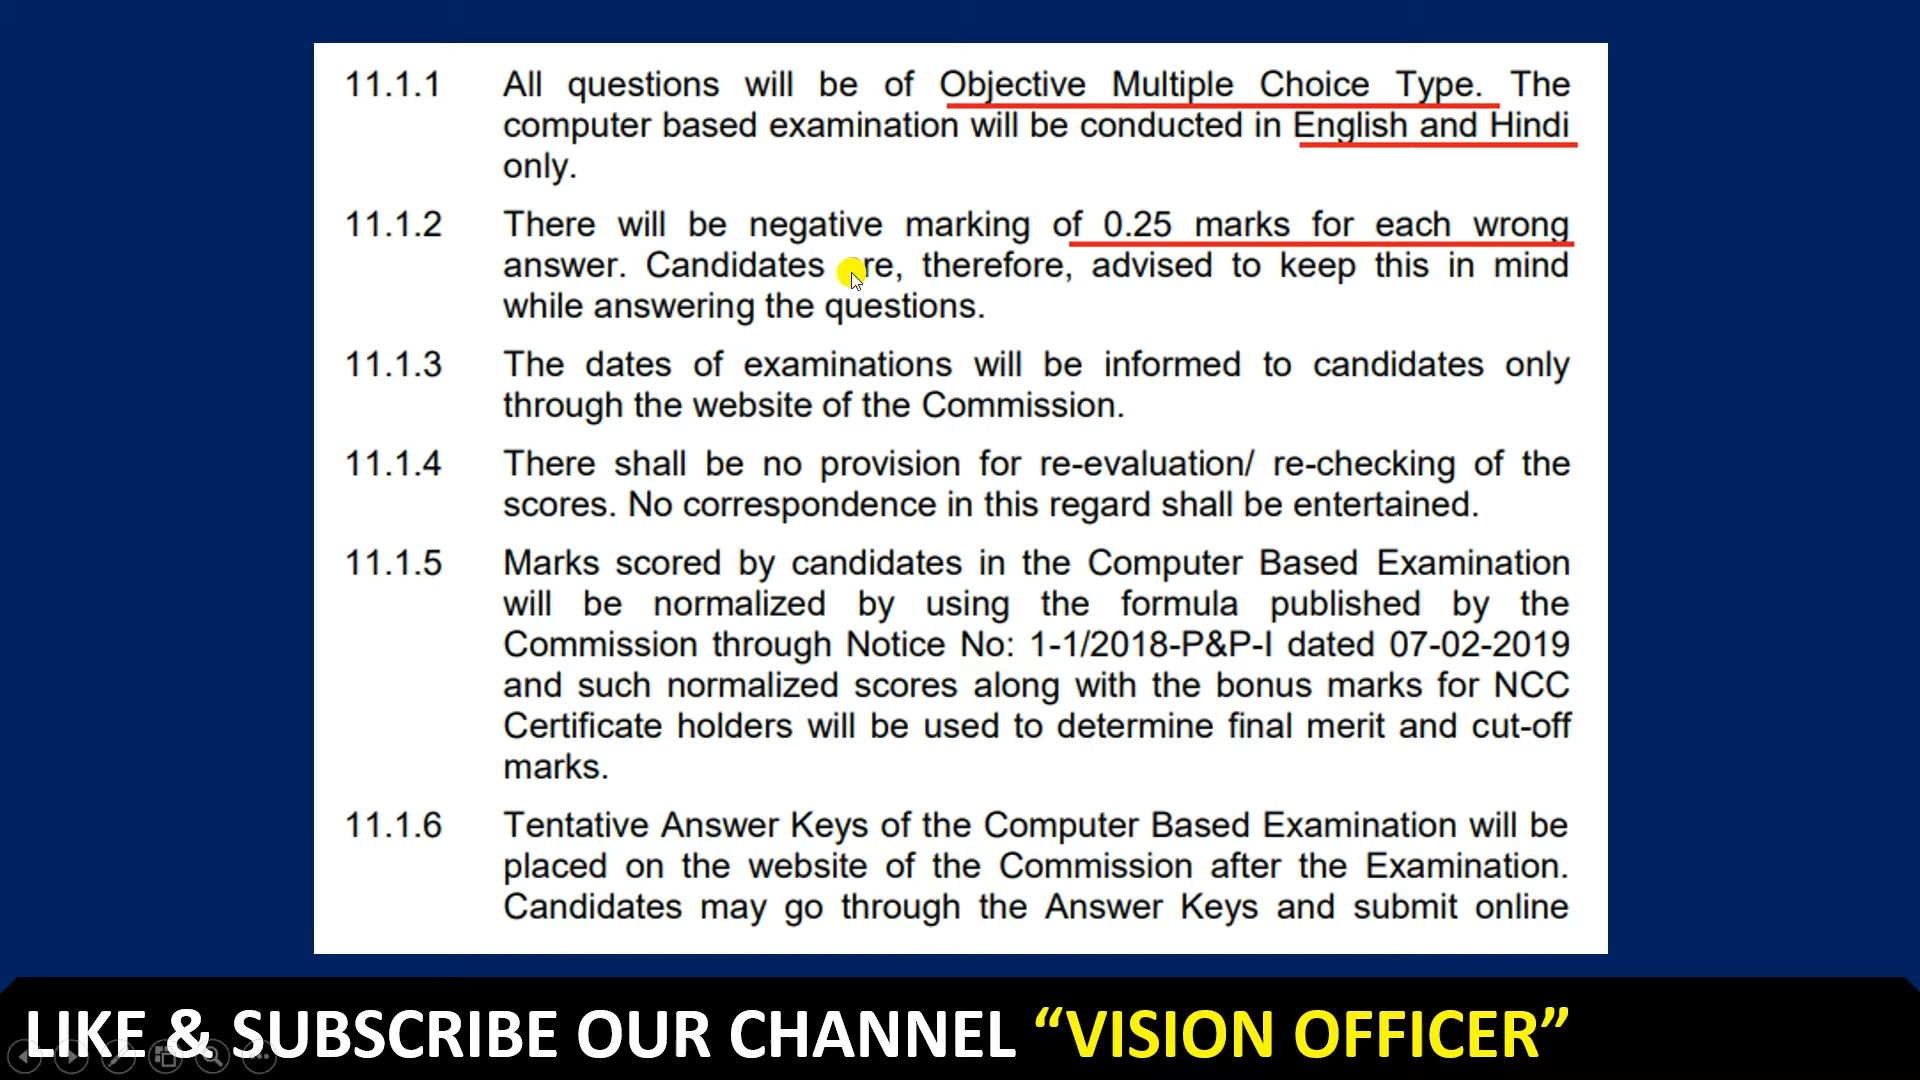 11.1.1 All questions will be of Objective Multiple Choice Type. The
computer based examination will be conducted in English and Hindi
only.
11.1.2 There will be negative marking of 0.25 marks for each wrong
answer. Candidates are, therefore, advised to keep this in mind
while answering the questions.
11.1.3 The dates of examinations will be informed to candidates only
through the website of the Commission.
11.1.4 There shall be no provision for re-evaluation/ re-checking of the
scores. No correspondence in this regard shall be entertained.
11.1.5 Marks scored by candidates in the Computer Based Examination
will be normalized by using the formula published by the
Commission through Notice No: 1-1/2018-P&P-I dated 07-02-2019
and such normalized scores along with the bonus marks for NCC
Certificate holders will be used to determine final merit and cut-off
marks.
11.1.6 Tentative Answer Keys of the Computer Based Examination will be
placed on the website of the Commission after the Examination.
Candidates may go through the Answer Keys and submit online
LIKE & SUBSCRIBE OUR CHANNEL “VISION OFFICER”